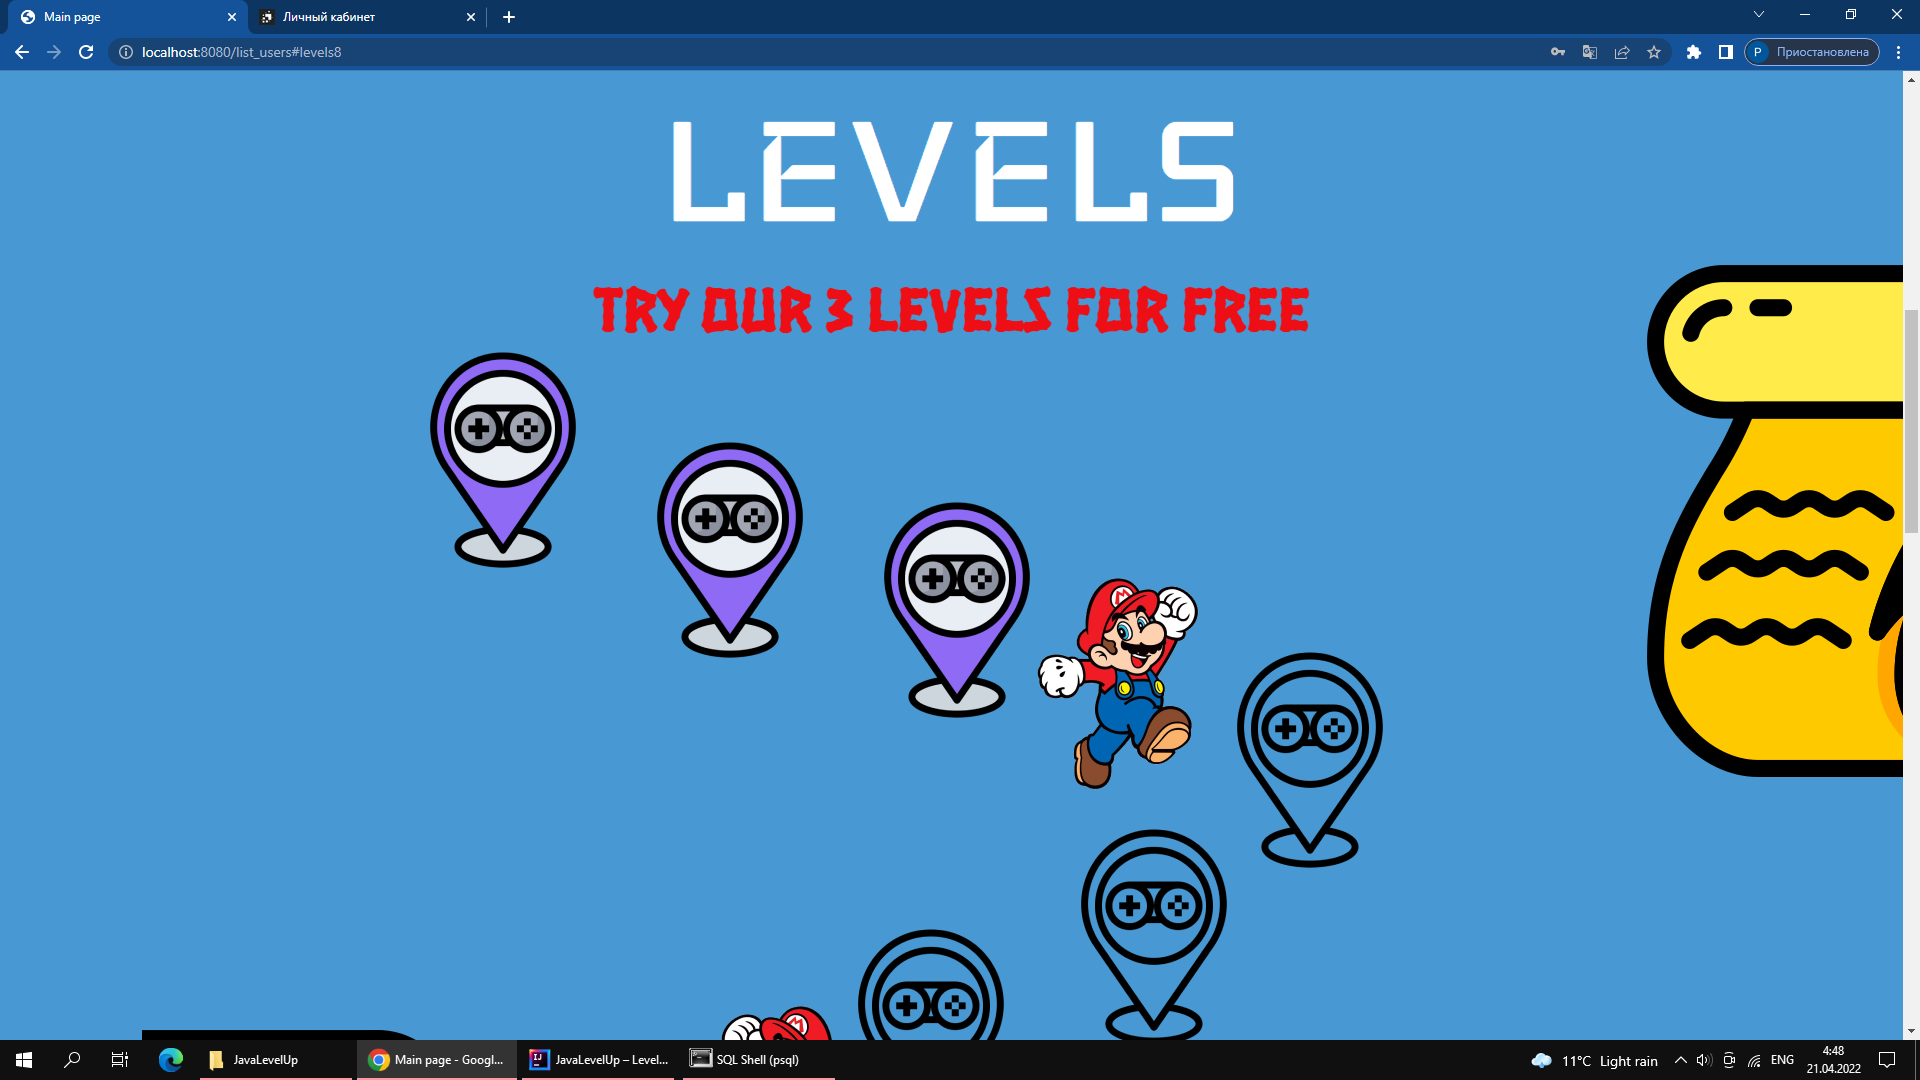 Main page
Личный кабинет
localhost:8080/list_users#levels8
P
Приостановлена
LEVELS
TRY OUR 3 LEVELS FOR FREE
M
M
JavaLevelUp
Main page - Googl...
IJ
JavaLevelUp – Level...
SQL Shell (psql)
11°C Light rain
ENG
4:48
21.04.2022